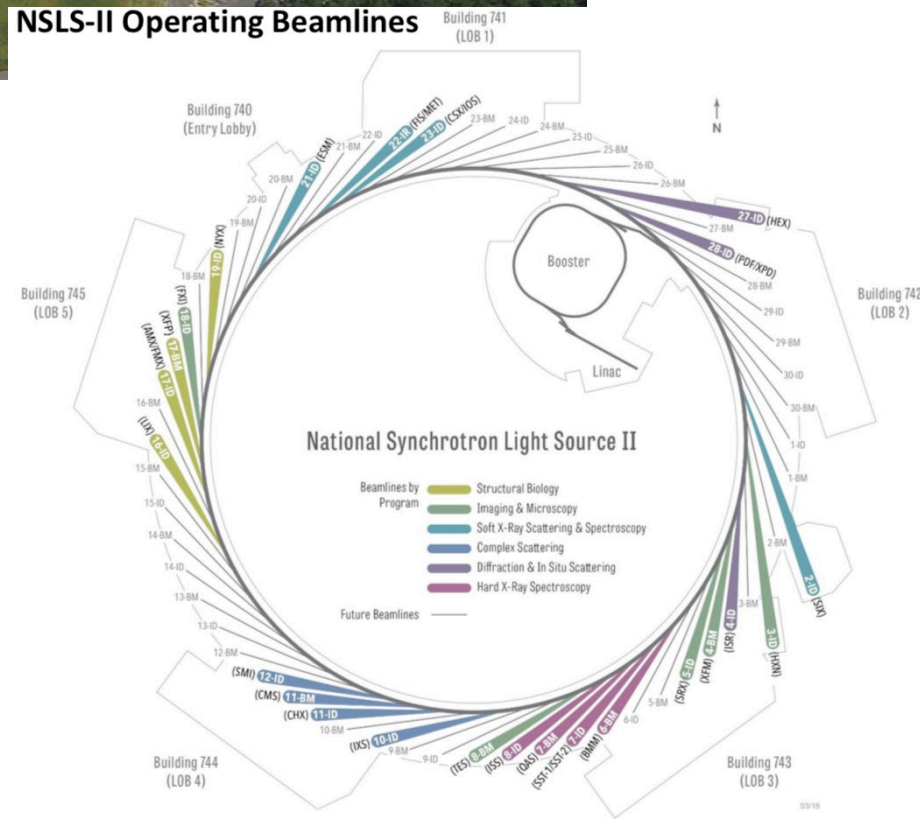 NSLS-II Operating Beamlines
Building 741
(LOB 1)
Building 740
(Entry Lobby)
N
Building 745
(LOB 5)
Building 742
(LOB 2)
Building 744
(LOB 4)
Building 743
(LOB 3)
22-ID
22-IR (FIS/MET)
23-ID (CSX/IOS)
23-BM
24-ID
24-BM
25-ID
25-BM
26-ID
26-BM
27-ID (HEX)
27-BM
28-ID (PDF/XPD)
28-BM
29-ID
29-BM
30-ID
30-BM
1-ID
1-BM
2-ID (SIX)
2-BM
3-ID (HXN)
3-BM
(ISR) 4-ID
(XFM) 4-BM
(SRX) 5-ID
5-BM
6-ID
(BMM) 6-BM
(SST-1/SST-2) 7-ID
(QAS) 7-BM
(ISS) 8-ID
(TES) 8-BM
9-ID
9-BM
(IXS) 10-ID
10-BM
(CHX) 11-ID
(CMS) 11-BM
(SMI) 12-ID
12-BM
13-ID
13-BM
14-ID
14-BM
15-ID
15-BM
(LIX) 16-ID
16-BM
(AMX/FMX) 17-ID
(XFP) 17-BM
(FXI) 18-ID
18-BM
19-ID (NYX)
19-BM
20-ID
20-BM
21-ID (ESM)
21-BM
Booster
Linac
National Synchrotron Light Source II
Beamlines by
Program
Structural Biology
Imaging & Microscopy
Soft X-Ray Scattering & Spectroscopy
Complex Scattering
Diffraction & In Situ Scattering
Hard X-Ray Spectroscopy
Future Beamlines